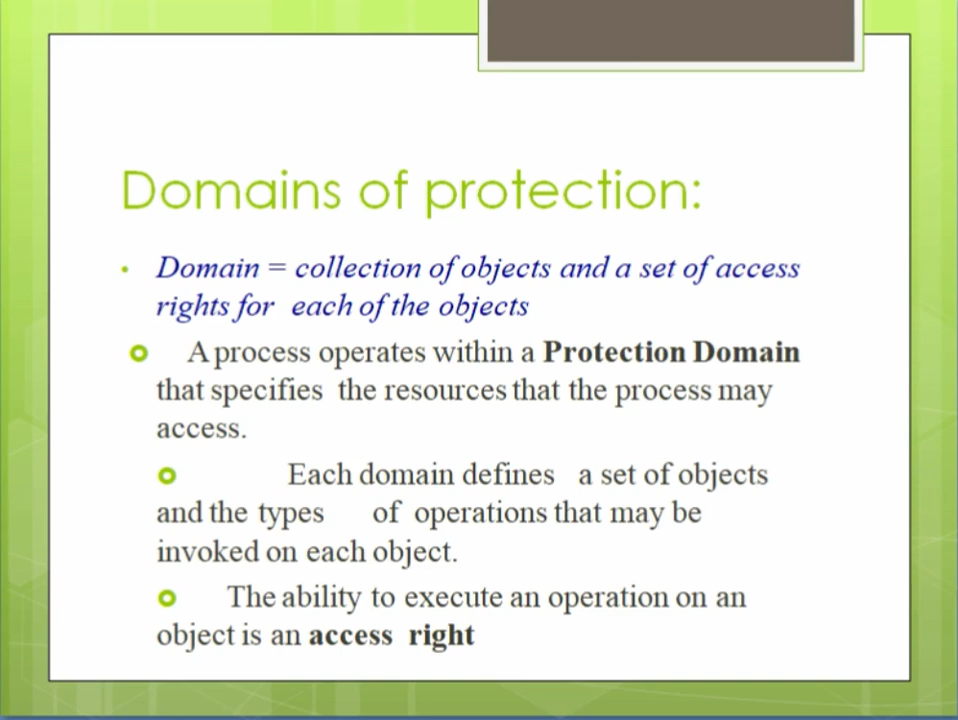 Domains of protection:
• Domain = collection of objects and a set of access
rights for each of the objects
A process operates within a Protection Domain
that specifies the resources that the process may
access.
Each domain defines a set of objects
and the types of operations that may be
invoked on each object.
The ability to execute an operation on an
object is an access right